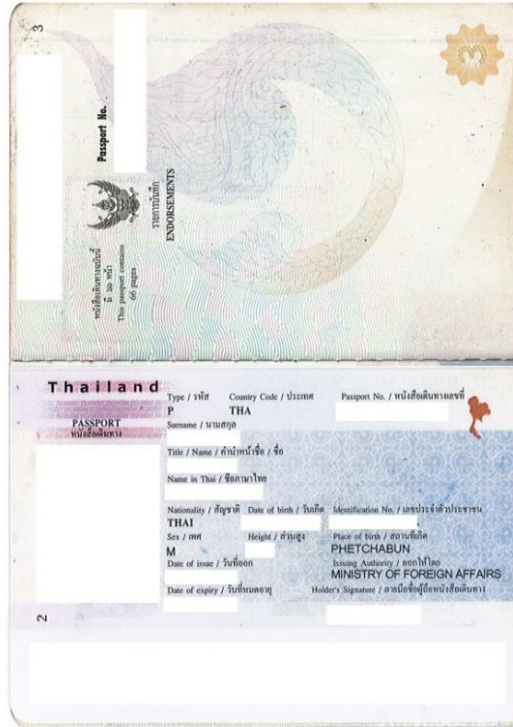 3
Passport No.
หนังสือเดินทางฉบับนี้
มี ๖๖ หน้า
This passport contains
66 pages
รายการบันทึก
ENDORSEMENTS
Thailand
PASSPORT
หนังสือเดินทาง
Type / รหัส Country Code / ประเทศ Passport No. / หนังสือเดินทางเลขที่
P THA
Surname / นามสกุล
Title / Name / คำนำหน้าชื่อ / ชื่อ
Name in Thai / ชื่อภาษาไทย
Nationality / สัญชาติ Date of birth / วันเกิด Identification No. / เลขประจำตัวประชาชน
THAI
Sex / เพศ Height / ส่วนสูง Place of birth / สถานที่เกิด
M PHETCHABUN
Date of issue / วันที่ออก Issuing Authority / ออกให้โดย
MINISTRY OF FOREIGN AFFAIRS
Date of expiry / วันที่หมดอายุ Holder's Signature / ลายมือชื่อผู้ถือหนังสือเดินทาง
2